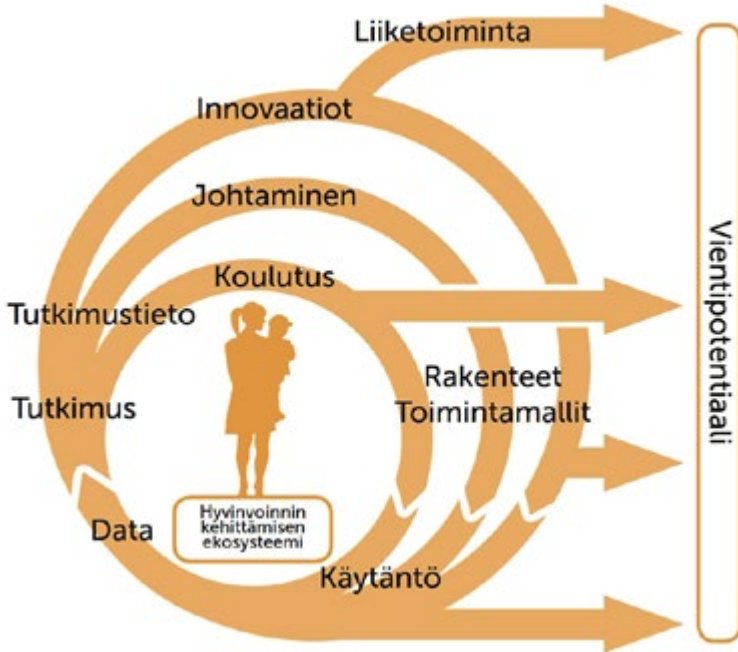 Liiketoiminta
Innovaatiot
Johtaminen
Koulutus
Tutkimustieto
Tutkimus
Data
Hyvinvoinnin
kehittämisen
ekosysteemi
Rakenteet
Toimintamallit
Käytäntö
Vientipotentiaali